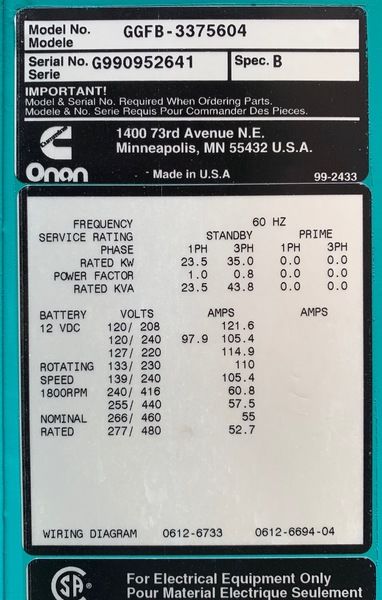 Model No. GGFB-3375604
Modele
Serial No. G990952641 Spec. B
Serie
IMPORTANT!
Model & Serial No. Required When Ordering Parts.
Modele & No. Serie Requis Pour Commander Des Pieces.
1400 73rd Avenue N.E.
Minneapolis, MN 55432 U.S.A.
Onan Made in U.S.A 99-2433
FREQUENCY 60 HZ
SERVICE RATING STANDBY PRIME
PHASE 1PH 3PH 1PH 3PH
RATED KW 23.5 35.0 0.0 0.0
POWER FACTOR 1.0 0.8 0.0 0.0
RATED KVA 23.5 43.8 0.0 0.0
BATTERY VOLTS AMPS AMPS
12 VDC 120/ 208 121.6
120/ 240 97.9 105.4
127/ 220 114.9
ROTATING 133/ 230 110
SPEED 139/ 240 105.4
1800RPM 240/ 416 60.8
255/ 440 57.5
NOMINAL 266/ 460 55
RATED 277/ 480 52.7
WIRING DIAGRAM 0612-6733 0612-6694-04
SA For Electrical Equipment Only
Pour Material Electrique Seulement